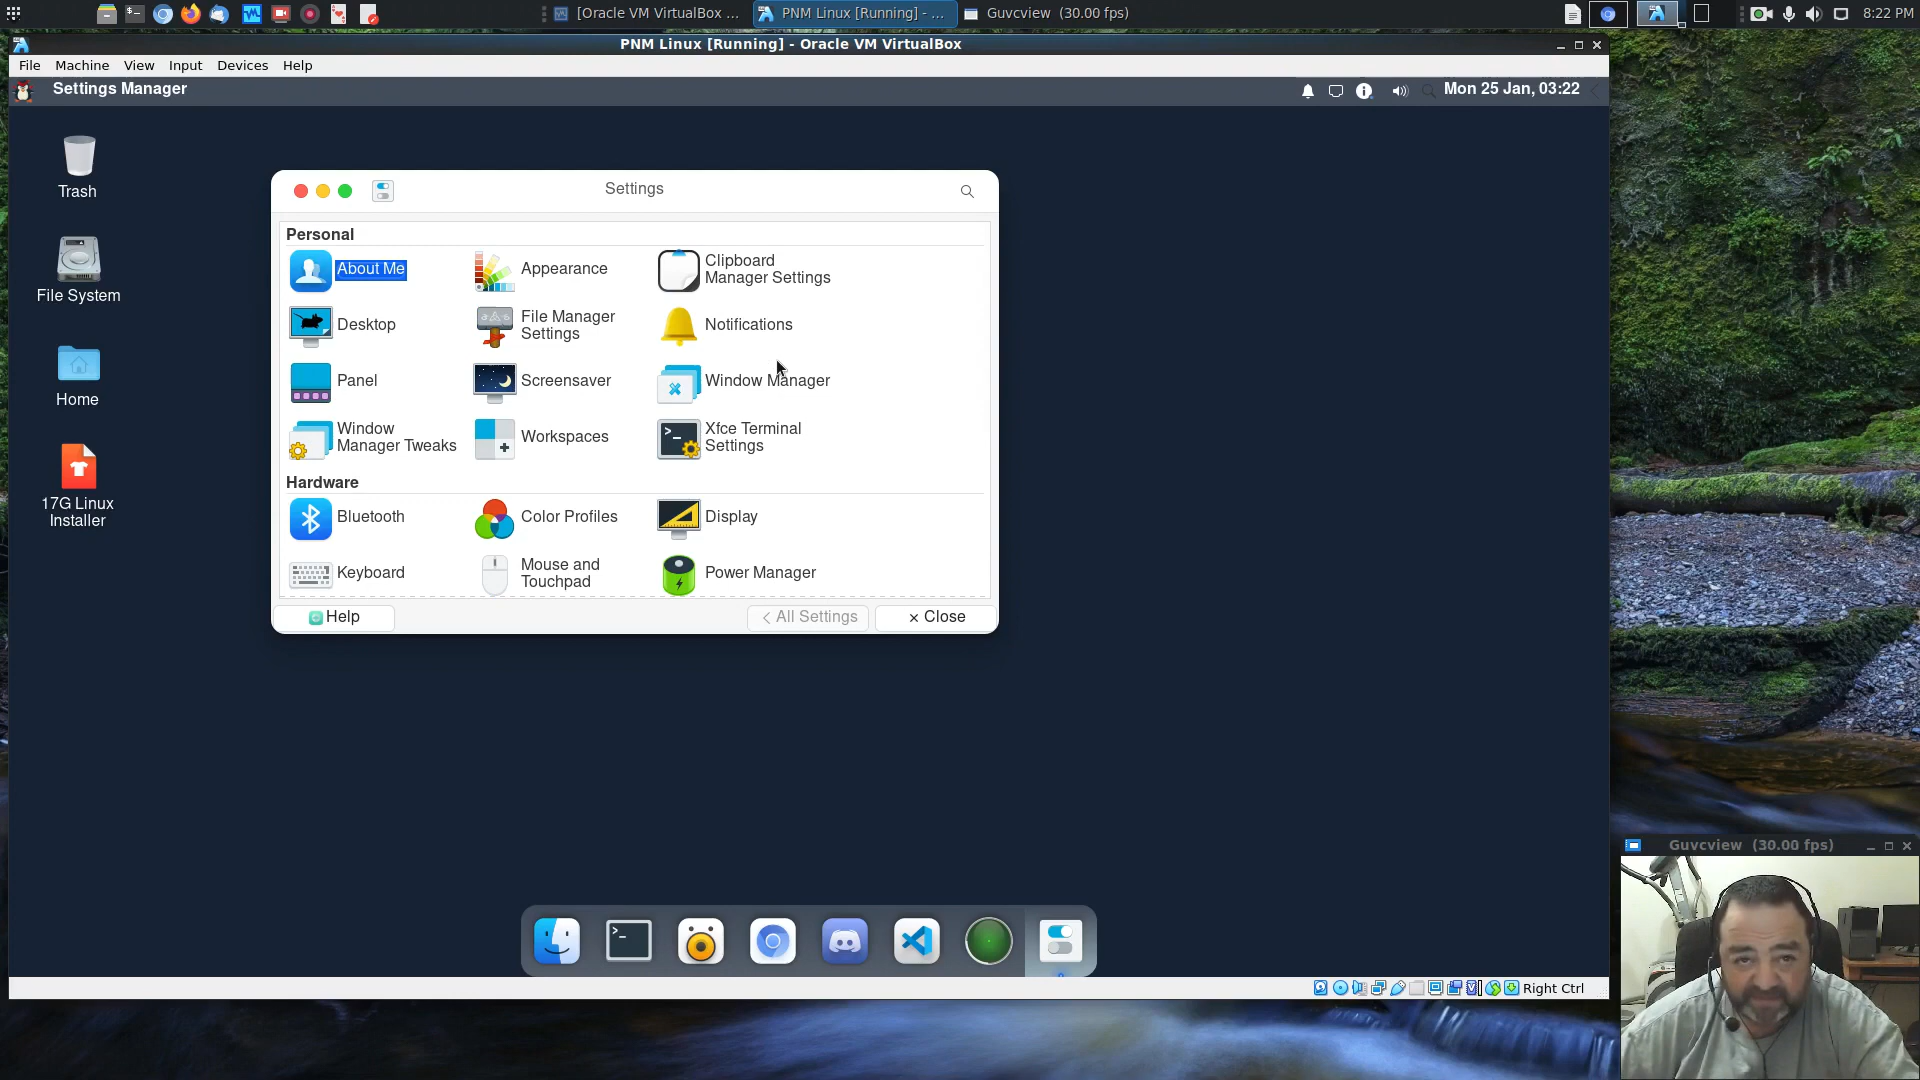 [Oracle VM VirtualBox ...
PNM Linux [Running] - ...
Guvcview (30.00 fps)
8:22 PM
PNM Linux [Running] - Oracle VM VirtualBox
File Machine View Input Devices Help
Settings Manager
Mon 25 Jan, 03:22
Trash
File System
Home
17G Linux
Installer
Settings
Personal
About Me
Appearance
Clipboard
Manager Settings
Desktop
File Manager
Settings
Notifications
Panel
Screensaver
Window Manager
Window
Manager Tweaks
Workspaces
Xfce Terminal
Settings
Hardware
Bluetooth
Color Profiles
Display
Keyboard
Mouse and
Touchpad
Power Manager
Help
< All Settings
× Close
Right Ctrl
Guvcview (30.00 fps)